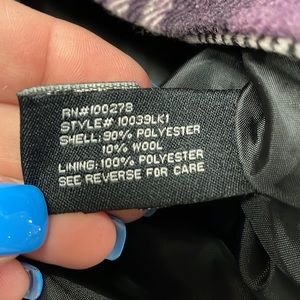 RN#100278
STYLE# 10039LK1
SHELL: 90% POLYESTER
10% WOOL
LINING: 100% POLYESTER
SEE REVERSE FOR CARE